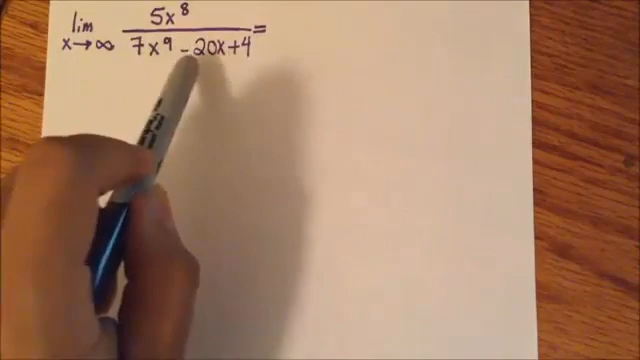 lim 5x⁸
x→∞ 7x⁹ - 20x + 4 =